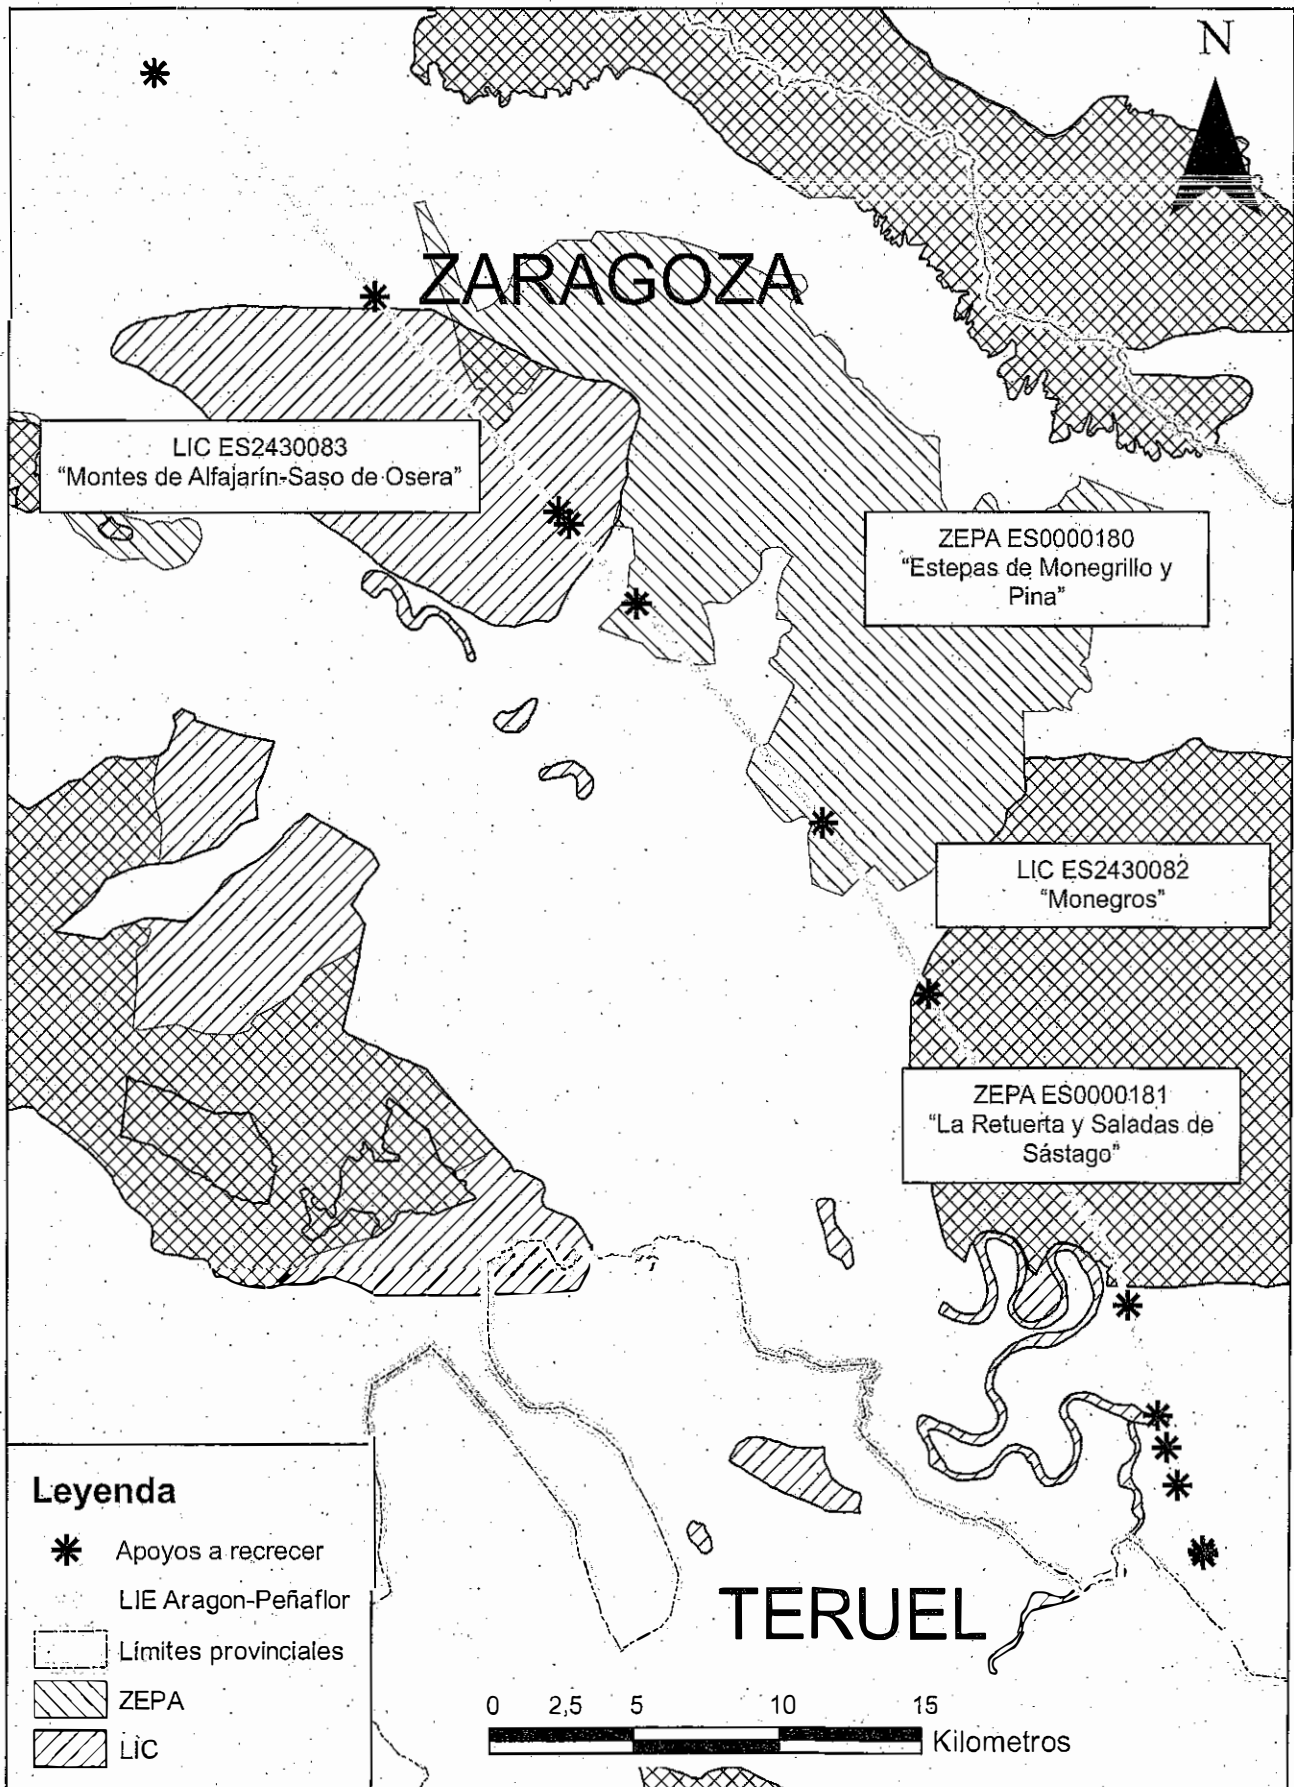 N
ZARAGOZA
LIC ES2430083
“Montes de Alfajarín-Saso de Osera”
ZEPA ES0000180
“Estepas de Monegrillo y
Pina”
LIC ES2430082
“Monegros”
ZEPA ES0000181
“La Retuerta y Saladas de
Sástago”
TERUEL
Leyenda
Apoyos a recrecer
LIE Aragon-Peñaflor
Límites provinciales
ZEPA
LIC
0 2,5 5 10 15
Kilometros